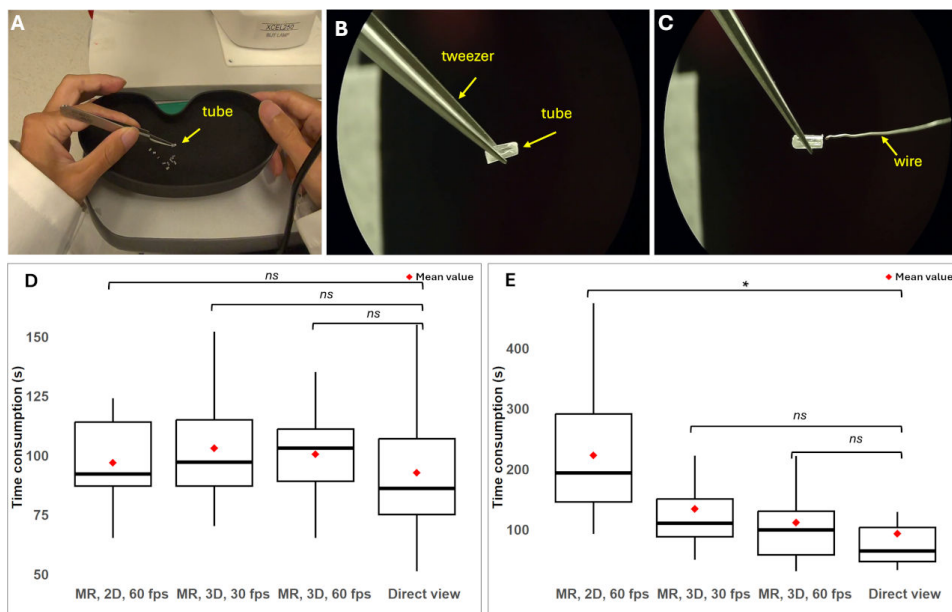 A
XCEL250
tube
B
tweezer
tube
C
wire
D
Mean value
ns
ns
ns
Time consumption (s)
150
125
100
75
50
MR, 2D, 60 fps MR, 3D, 30 fps MR, 3D, 60 fps Direct view
E
Mean value
*
ns
ns
Time consumption (s)
400
300
200
100
MR, 2D, 60 fps MR, 3D, 30 fps MR, 3D, 60 fps Direct view